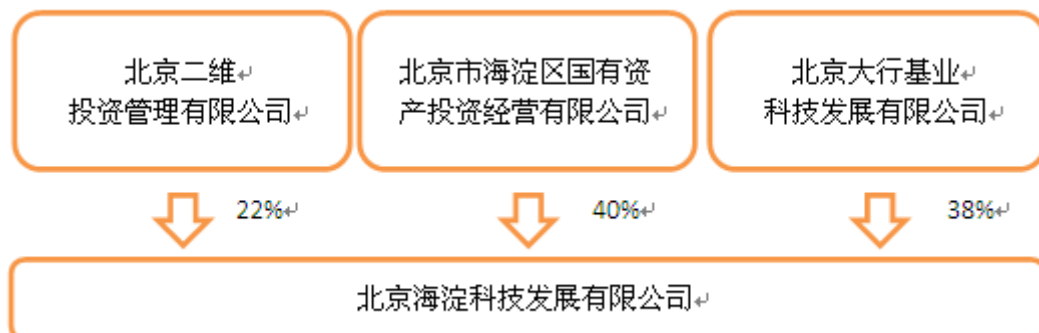 北京二维
投资管理有限公司
北京市海淀区国有资
产投资经营有限公司
北京大行基业
科技发展有限公司
22%
40%
38%
北京海淀科技发展有限公司